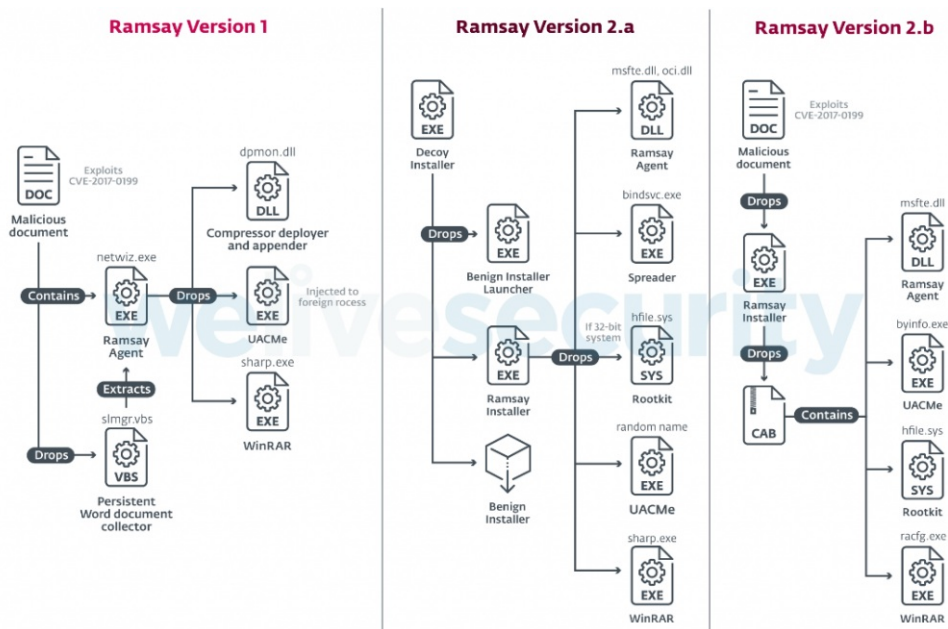 Ramsay Version 1
DOC
Malicious
document
Exploits
CVE-2017-0199
Contains
netwiz.exe
EXE
Ramsay
Agent
Extracts
slmgr.vbs
Drops
VBS
Persistent
Word document
collector
Drops
dpmon.dll
DLL
Compressor deployer
and appender
EXE
UACMe
Injected to
foreign rocess
sharp.exe
EXE
WinRAR
Ramsay Version 2.a
EXE
Decoy
Installer
Drops
EXE
Benign Installer
Launcher
EXE
Ramsay
Installer
Benign
Installer
Drops
If 32-bit
system
msfte.dll, oci.dll
DLL
Ramsay
Agent
bindsvc.exe
EXE
Spreader
hfile.sys
SYS
Rootkit
random name
EXE
UACMe
sharp.exe
EXE
WinRAR
Ramsay Version 2.b
DOC
Malicious
document
Exploits
CVE-2017-0199
Drops
EXE
Ramsay
Installer
Drops
CAB
Contains
msfte.dll
DLL
Ramsay
Agent
byinfo.exe
EXE
UACMe
hfile.sys
SYS
Rootkit
racfg.exe
EXE
WinRAR
welivesecurity